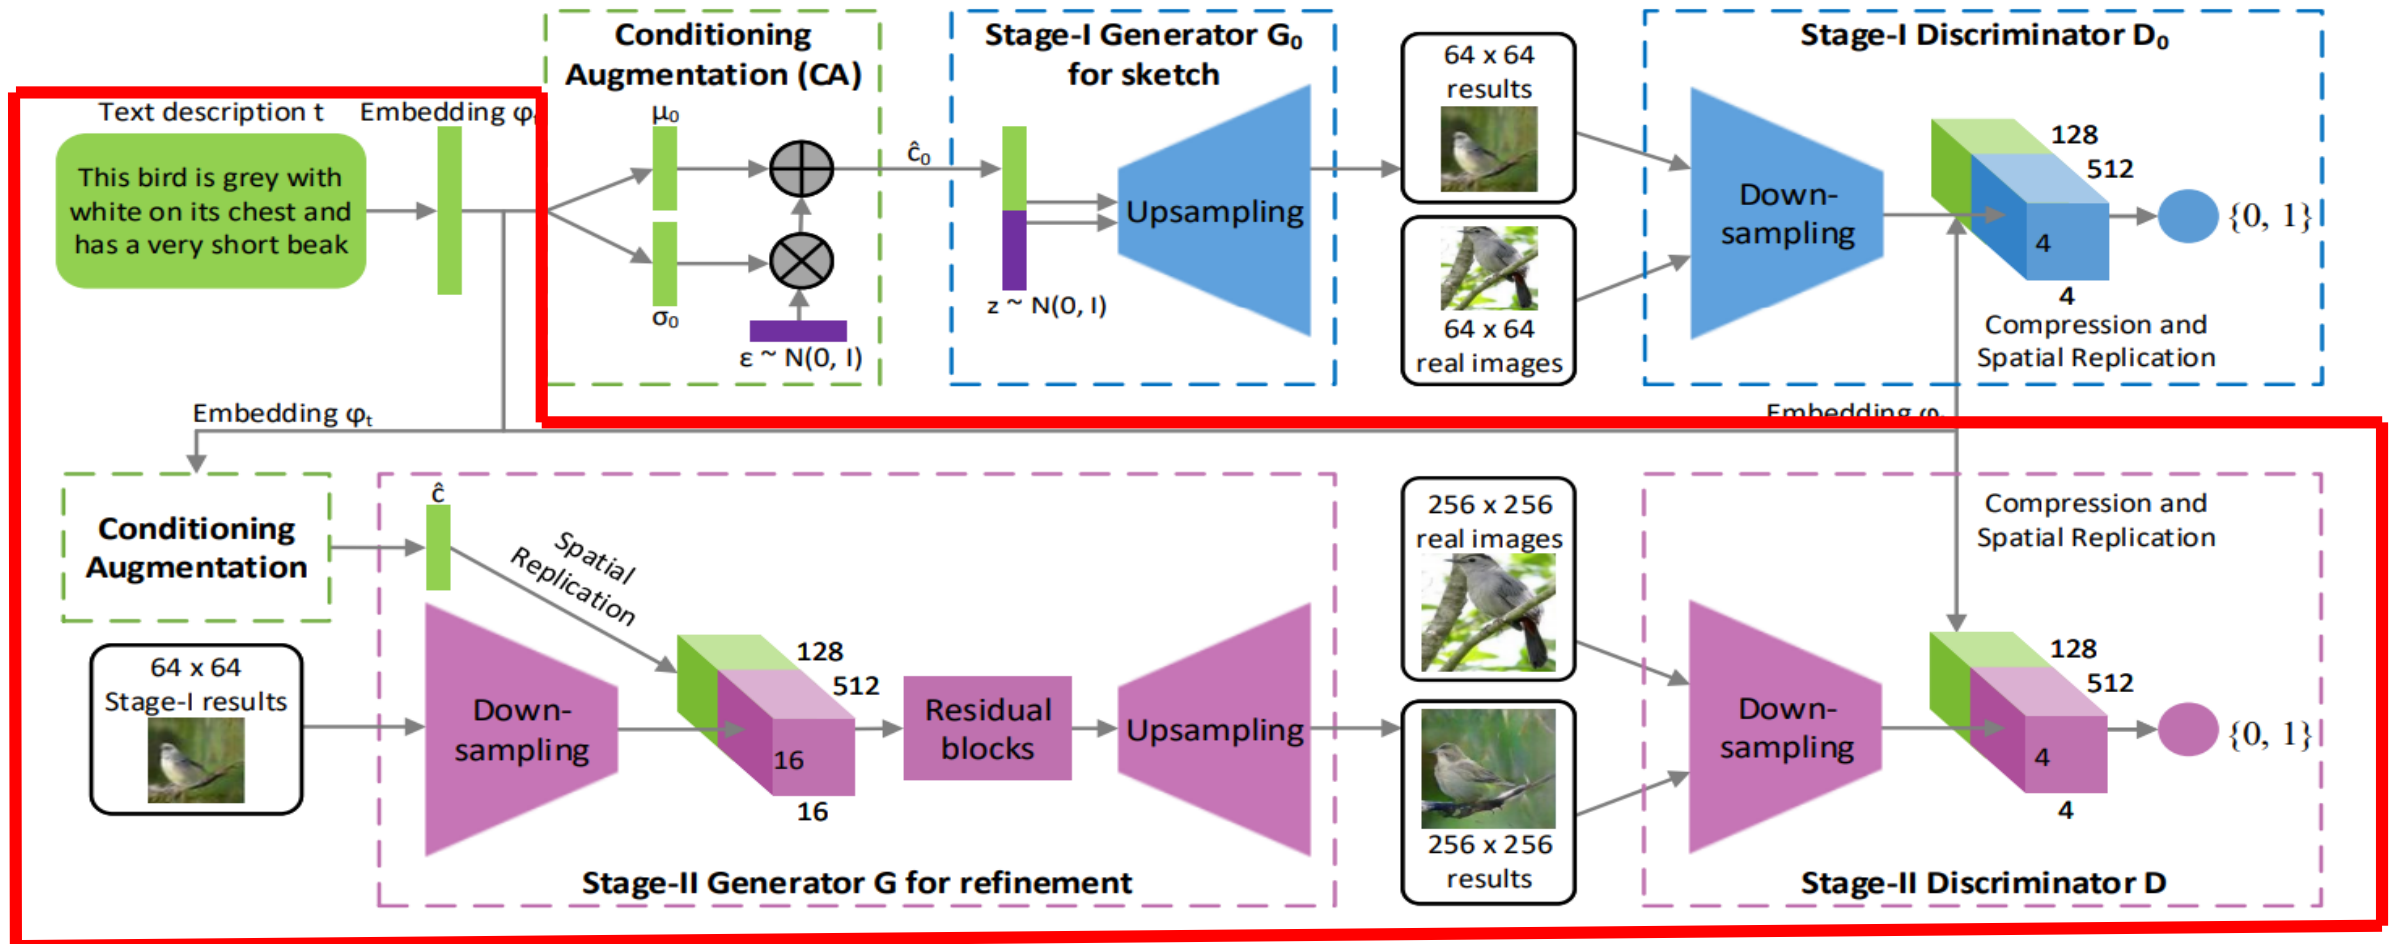 Conditioning
Augmentation (CA)
Stage-I Generator G₀
for sketch
Stage-I Discriminator D₀
Text description t
Embedding φₜ
This bird is grey with
white on its chest and
has a very short beak
μ₀
σ₀
ε ~ N(0, I)
ĉ₀
z ~ N(0, I)
Upsampling
64 x 64
results
64 x 64
real images
Down-
sampling
128
512
4
4
{0, 1}
Compression and
Spatial Replication
Embedding φₜ
Embedding φ
Conditioning
Augmentation
64 x 64
Stage-I results
ĉ
Spatial
Replication
Down-
sampling
128
512
16
16
Residual
blocks
Upsampling
Stage-II Generator G for refinement
256 x 256
real images
256 x 256
results
Compression and
Spatial Replication
Down-
sampling
128
512
4
4
{0, 1}
Stage-II Discriminator D